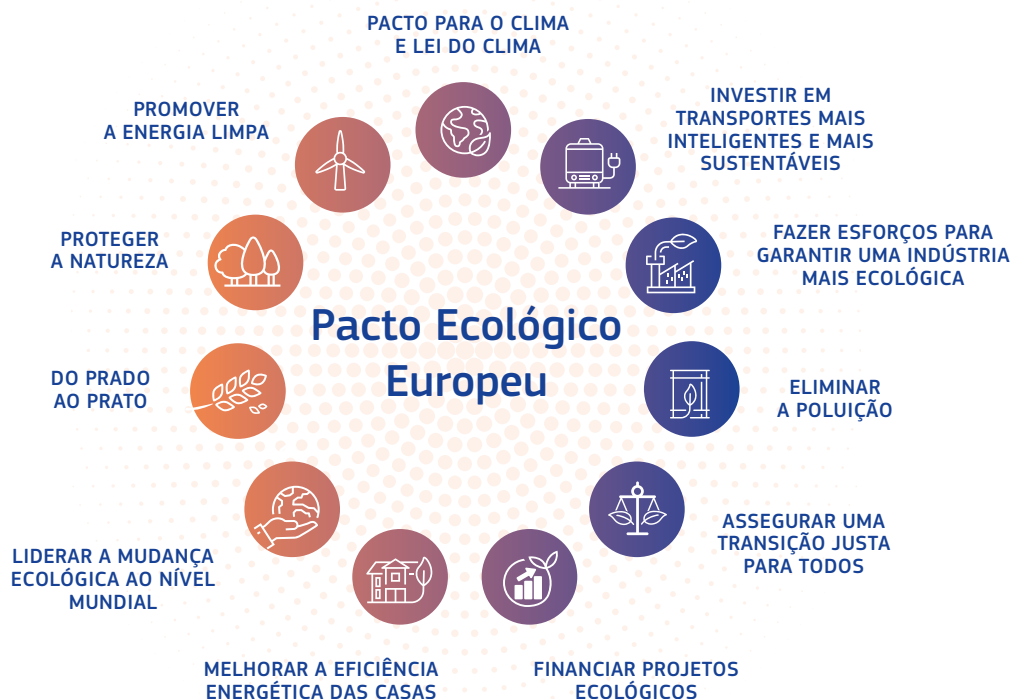 PACTO PARA O CLIMA
E LEI DO CLIMA
INVESTIR EM
TRANSPORTES MAIS
INTELIGENTES E MAIS
SUSTENTÁVEIS
FAZER ESFORÇOS PARA
GARANTIR UMA INDÚSTRIA
MAIS ECOLÓGICA
ELIMINAR
A POLUIÇÃO
ASSEGURAR UMA
TRANSIÇÃO JUSTA
PARA TODOS
FINANCIAR PROJETOS
ECOLÓGICOS
MELHORAR A EFICIÊNCIA
ENERGÉTICA DAS CASAS
LIDERAR A MUDANÇA
ECOLÓGICA AO NÍVEL
MUNDIAL
DO PRADO
AO PRATO
PROTEGER
A NATUREZA
PROMOVER
A ENERGIA LIMPA
Pacto Ecológico
Europeu